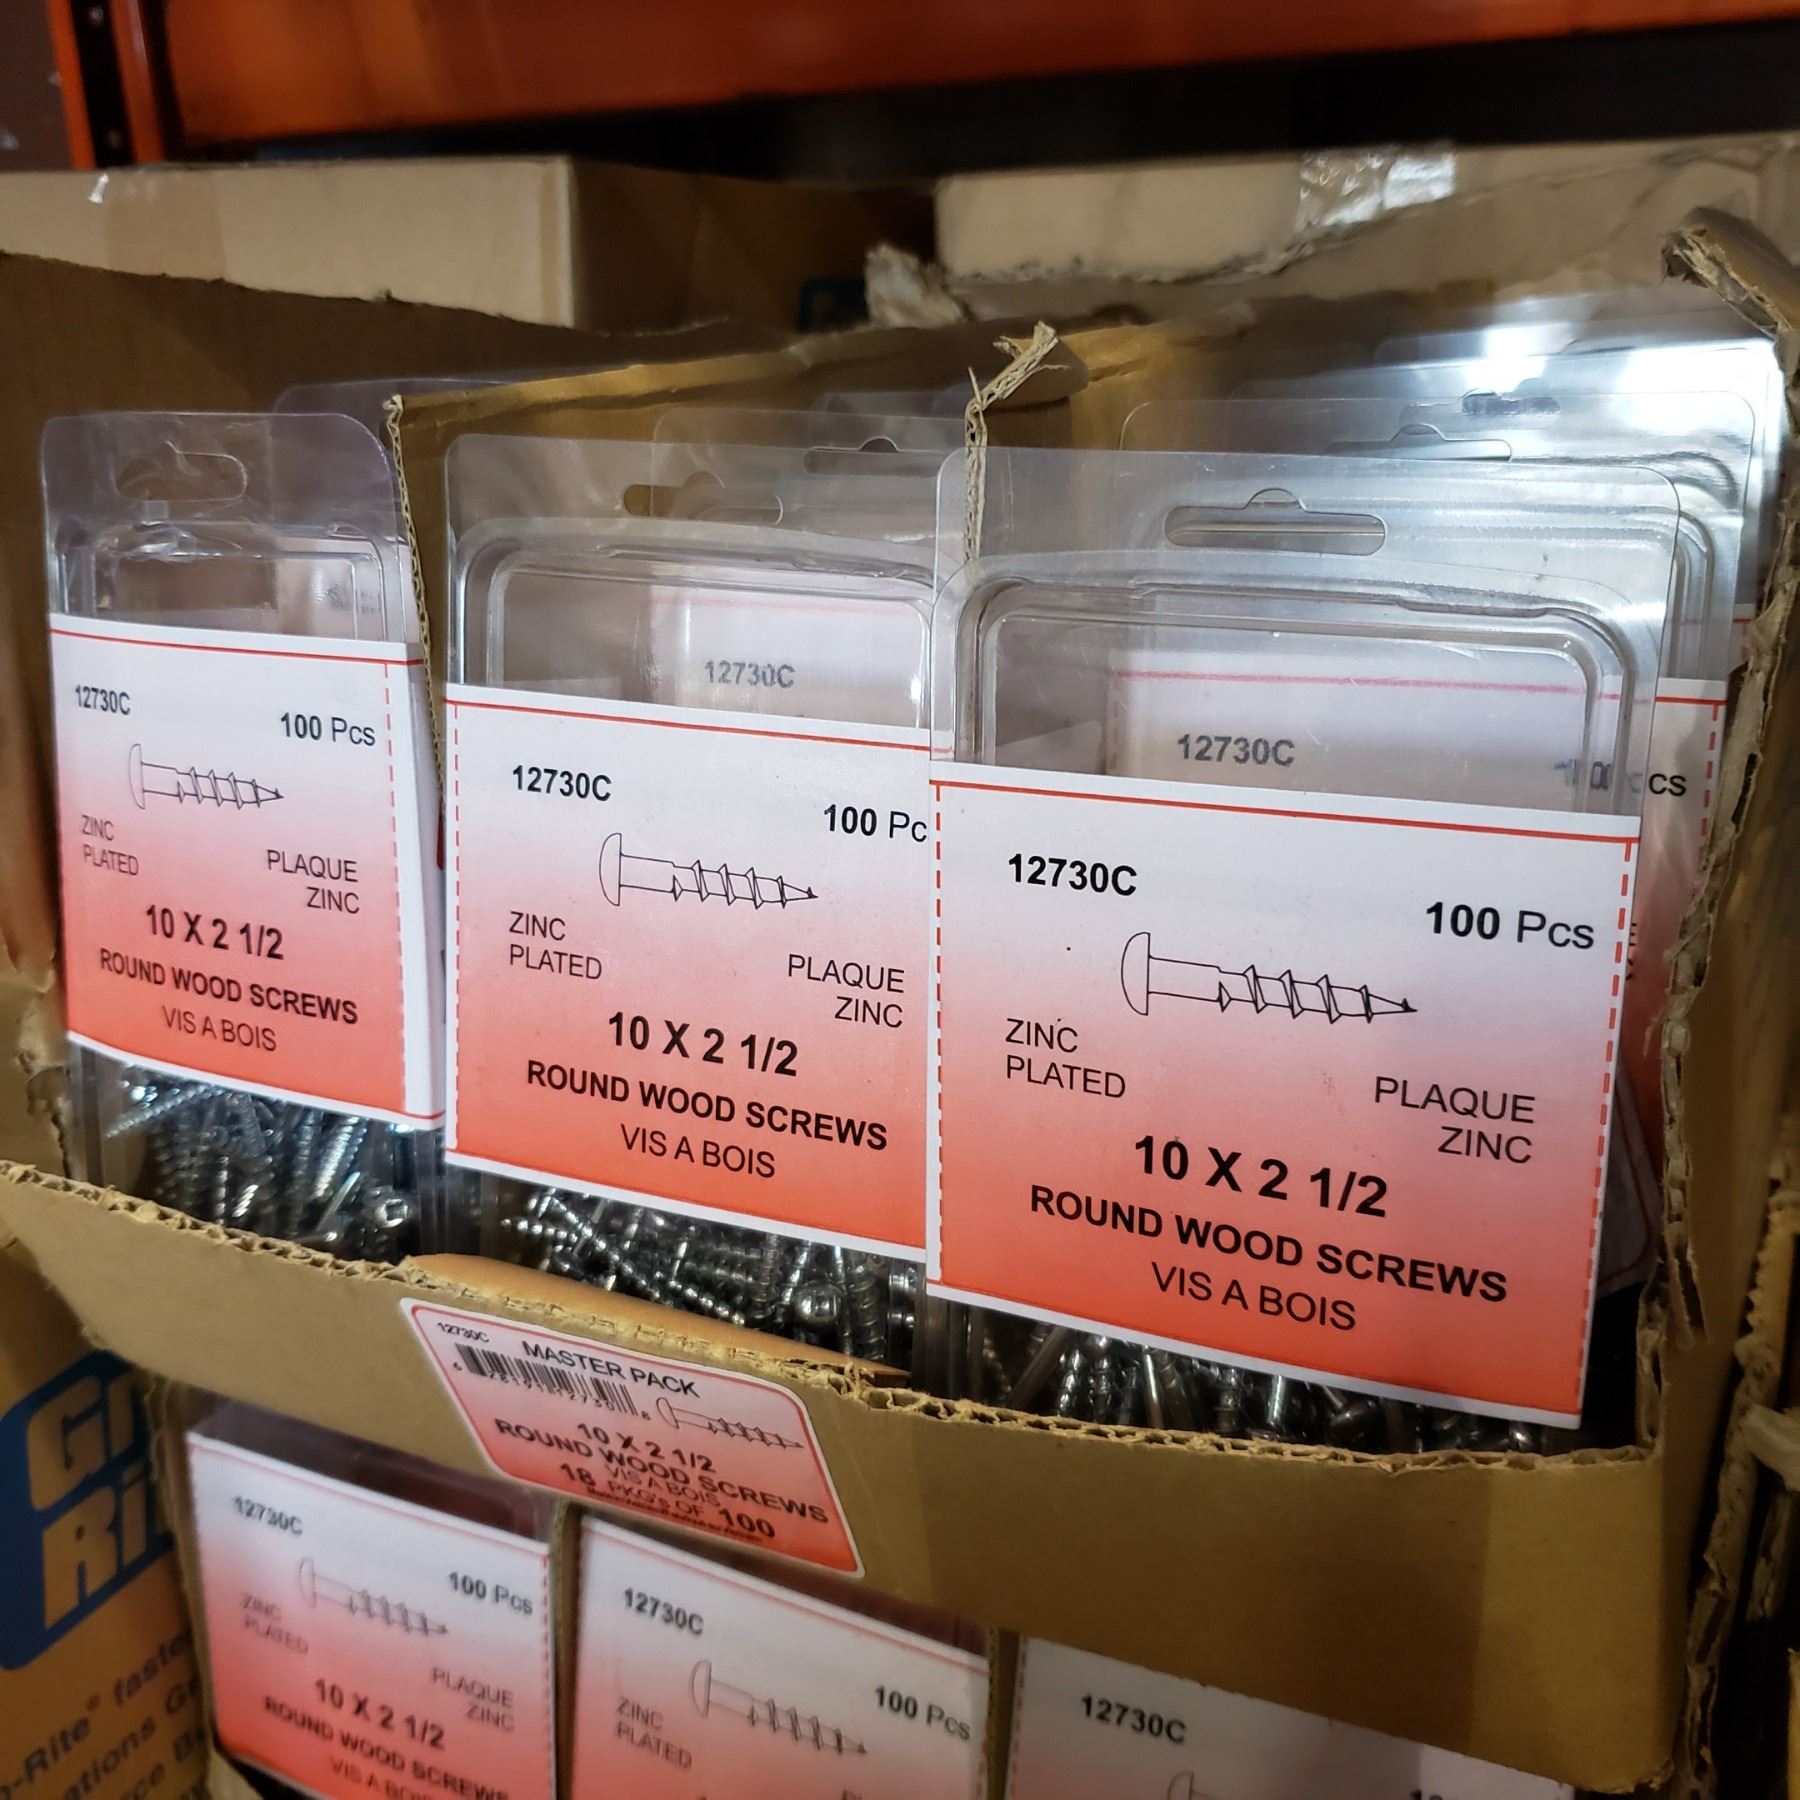 12730C
100 Pcs
ZINC
PLATED
PLAQUE
ZINC
10 X 2 1/2
ROUND WOOD SCREWS
VIS A BOIS
12730C
12730C
100 Pc
ZINC
PLATED
PLAQUE
ZINC
10 X 2 1/2
ROUND WOOD SCREWS
VIS A BOIS
12730C
cs
12730C
100 Pcs
ZINC
PLATED
PLAQUE
ZINC
10 X 2 1/2
ROUND WOOD SCREWS
VIS A BOIS
12730C
MASTER PACK
10 X 2 1/2
ROUND WOOD SCREWS
VIS A BOIS
18 PKG'S OF 100
12730C
100 Pcs
ZINC
PLATED
PLAQUE
ZINC
10 X 2 1/2
ROUND WOOD SCREWS
VIS A BOIS
12730C
100 Pcs
ZINC
PLATED
12730C